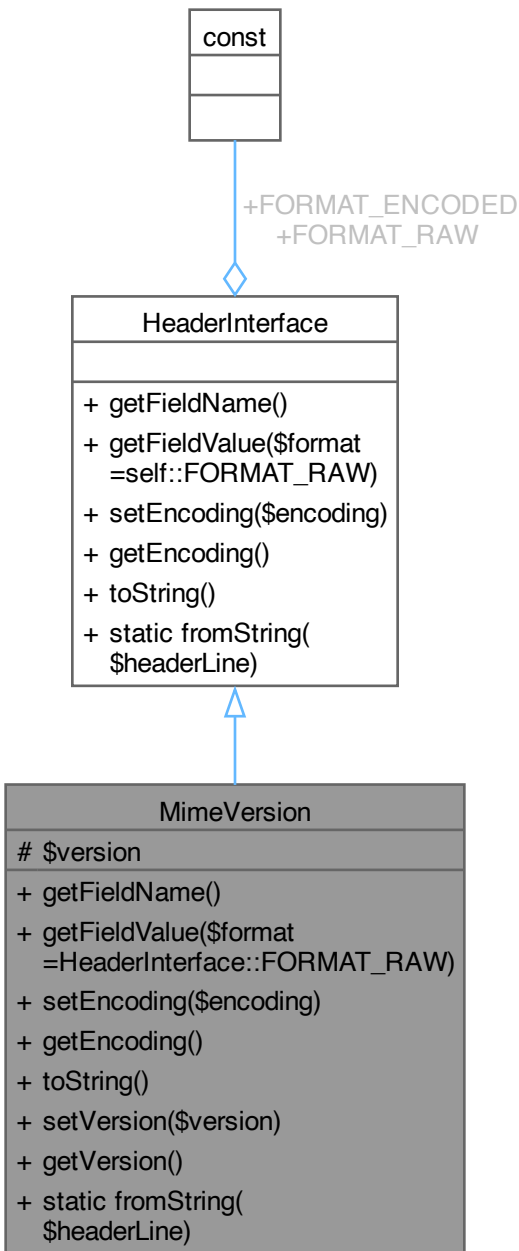 const
+FORMAT_ENCODED
+FORMAT_RAW
HeaderInterface
+ getFieldName()
+ getFieldValue($format
=self::FORMAT_RAW)
+ setEncoding($encoding)
+ getEncoding()
+ toString()
+ static fromString(
$headerLine)
MimeVersion
# $version
+ getFieldName()
+ getFieldValue($format
=HeaderInterface::FORMAT_RAW)
+ setEncoding($encoding)
+ getEncoding()
+ toString()
+ setVersion($version)
+ getVersion()
+ static fromString(
$headerLine)